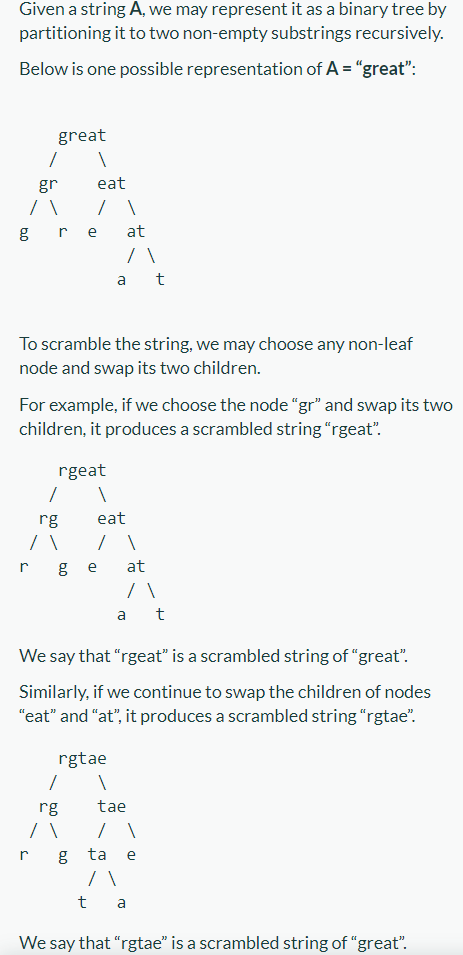 Given a string A, we may represent it as a binary tree by
partitioning it to two non-empty substrings recursively.
Below is one possible representation of A = “great”:
great
/ \
gr eat
/ \ / \
g r e at
/ \
a t
To scramble the string, we may choose any non-leaf
node and swap its two children.
For example, if we choose the node “gr” and swap its two
children, it produces a scrambled string “rgeat”.
rgeat
/ \
rg eat
/ \ / \
r g e at
/ \
a t
We say that “rgeat” is a scrambled string of “great”.
Similarly, if we continue to swap the children of nodes
“eat” and “at”, it produces a scrambled string “rgtae”.
rgtae
/ \
rg tae
/ \ / \
r g ta e
/ \
t a
We say that “rgtae” is a scrambled string of “great”.